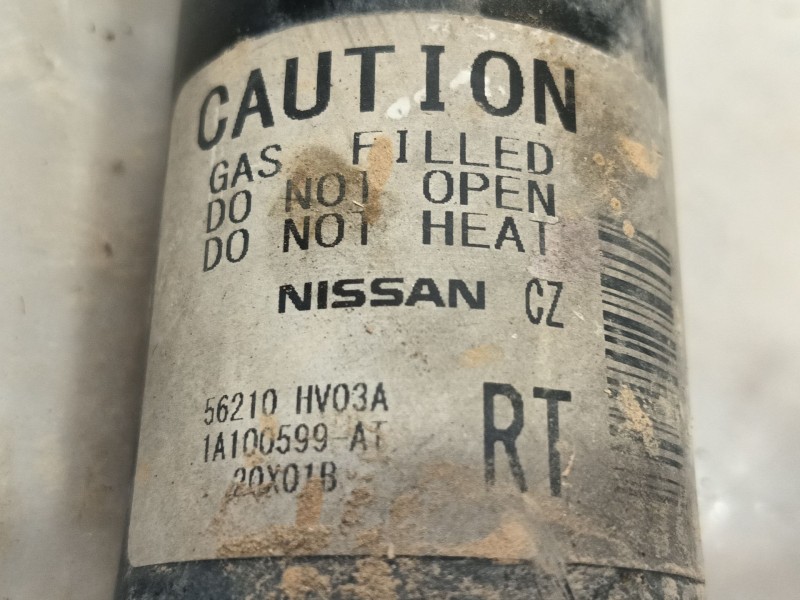 CAUTION
GAS FILLED
DO NOT OPEN
DO NOT HEAT
NISSAN CZ
56210 HV03A
1A100599-AT
20X01B
RT